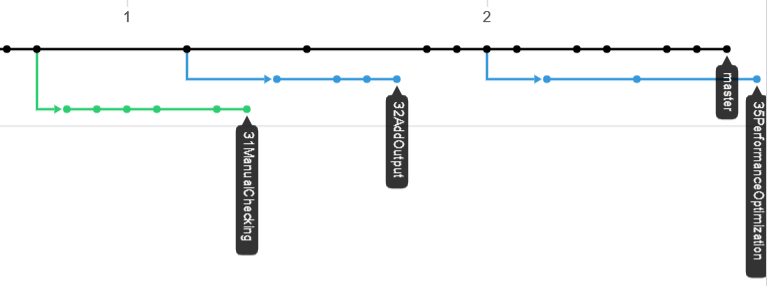 1
2
master
32AddOutput
35PerformanceOptimization
31ManualChecking